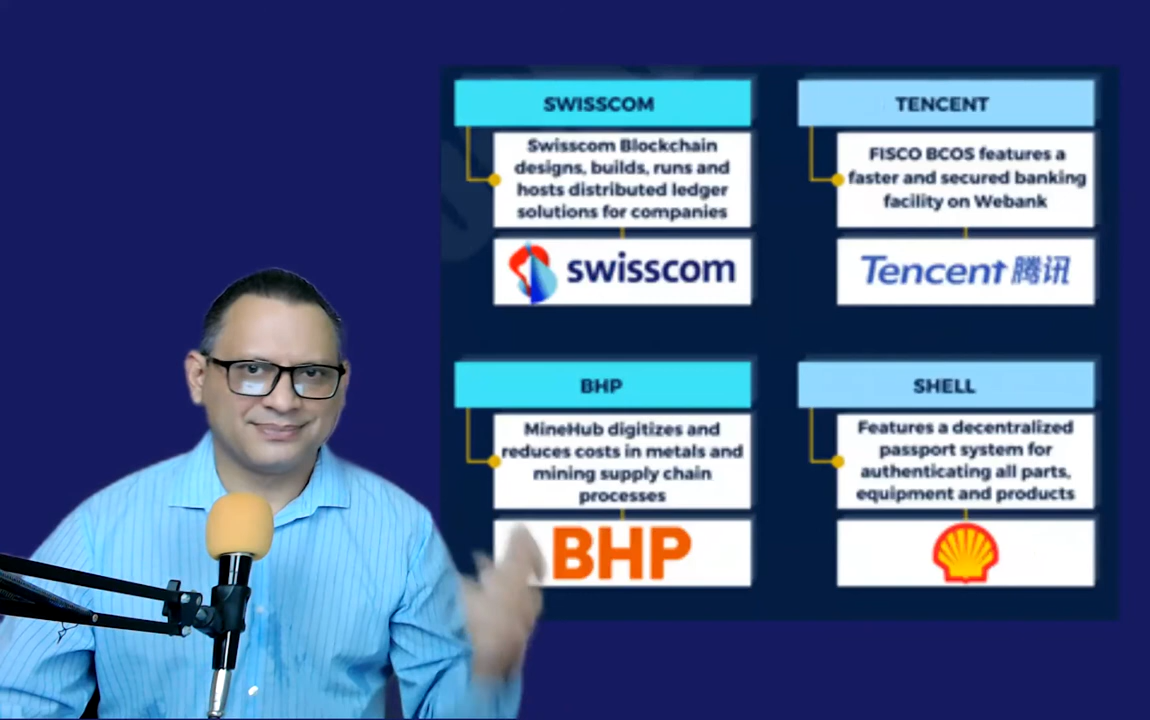 SWISSCOM
Swisscom Blockchain
designs, builds, runs and
hosts distributed ledger
solutions for companies
swisscom
TENCENT
FISCO BCOS features a
faster and secured banking
facility on Webank
Tencent 腾讯
BHP
MineHub digitizes and
reduces costs in metals and
mining supply chain
processes
BHP
SHELL
Features a decentralized
passport system for
authenticating all parts,
equipment and products